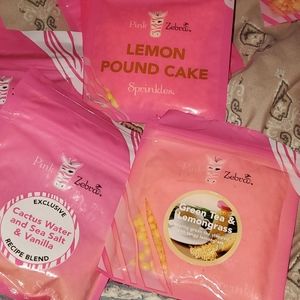 Pink Zebra
LEMON
POUND CAKE
Sprinkles
Pink Zebra
EXCLUSIVE
Cactus Water
and Sea Salt
& Vanilla
RECIPE BLEND
Pink Zebra
Green Tea &
Lemongrass